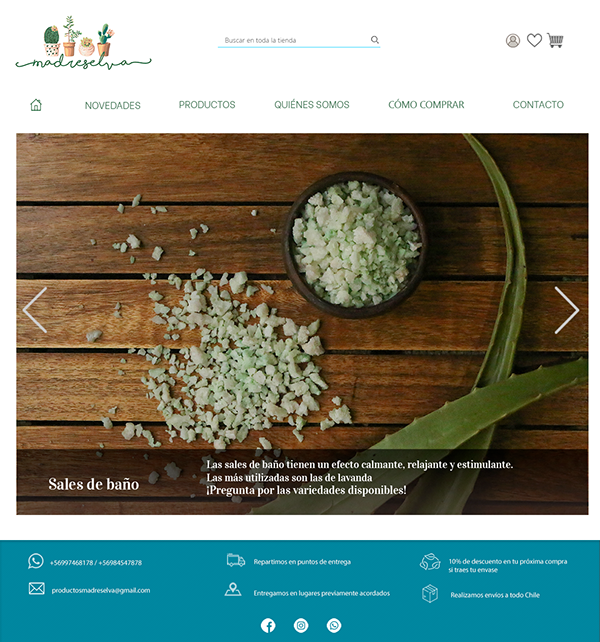 madreselva
Buscar en toda la tienda
NOVEDADES
PRODUCTOS
QUIÉNES SOMOS
CÓMO COMPRAR
CONTACTO
Sales de baño
Las sales de baño tienen un efecto calmante, relajante y estimulante.
Las más utilizadas son las de lavanda
¡Pregunta por las variedades disponibles!
+56997468178 / +56984547878
productosmadreselva@gmail.com
Repartimos en puntos de entrega
Entregamos en lugares previamente acordados
10% de descuento en tu próxima compra
si traes tu envase
Realizamos envíos a todo Chile